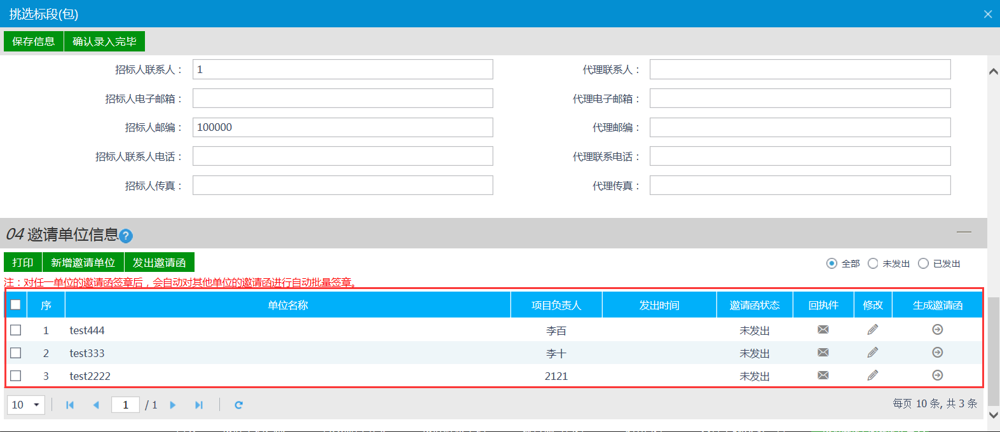 挑选标段(包)
保存信息 确认录入完毕
招标人联系人： 1 代理联系人：
招标人电子邮箱： 代理电子邮箱：
招标人邮编： 100000 代理邮编：
招标人联系人电话： 代理联系电话：
招标人传真： 代理传真：
04 邀请单位信息 ?
打印 新增邀请单位 发出邀请函 全部 未发出 已发出
注：对任一单位的邀请函签章后，会自动对其他单位的邀请函进行自动批量签章。
序 单位名称 项目负责人 发出时间 邀请函状态 回执件 修改 生成邀请函
1 test444 李百 未发出
2 test333 李十 未发出
3 test2222 2121 未发出
10 1 / 1 每页 10 条, 共 3 条